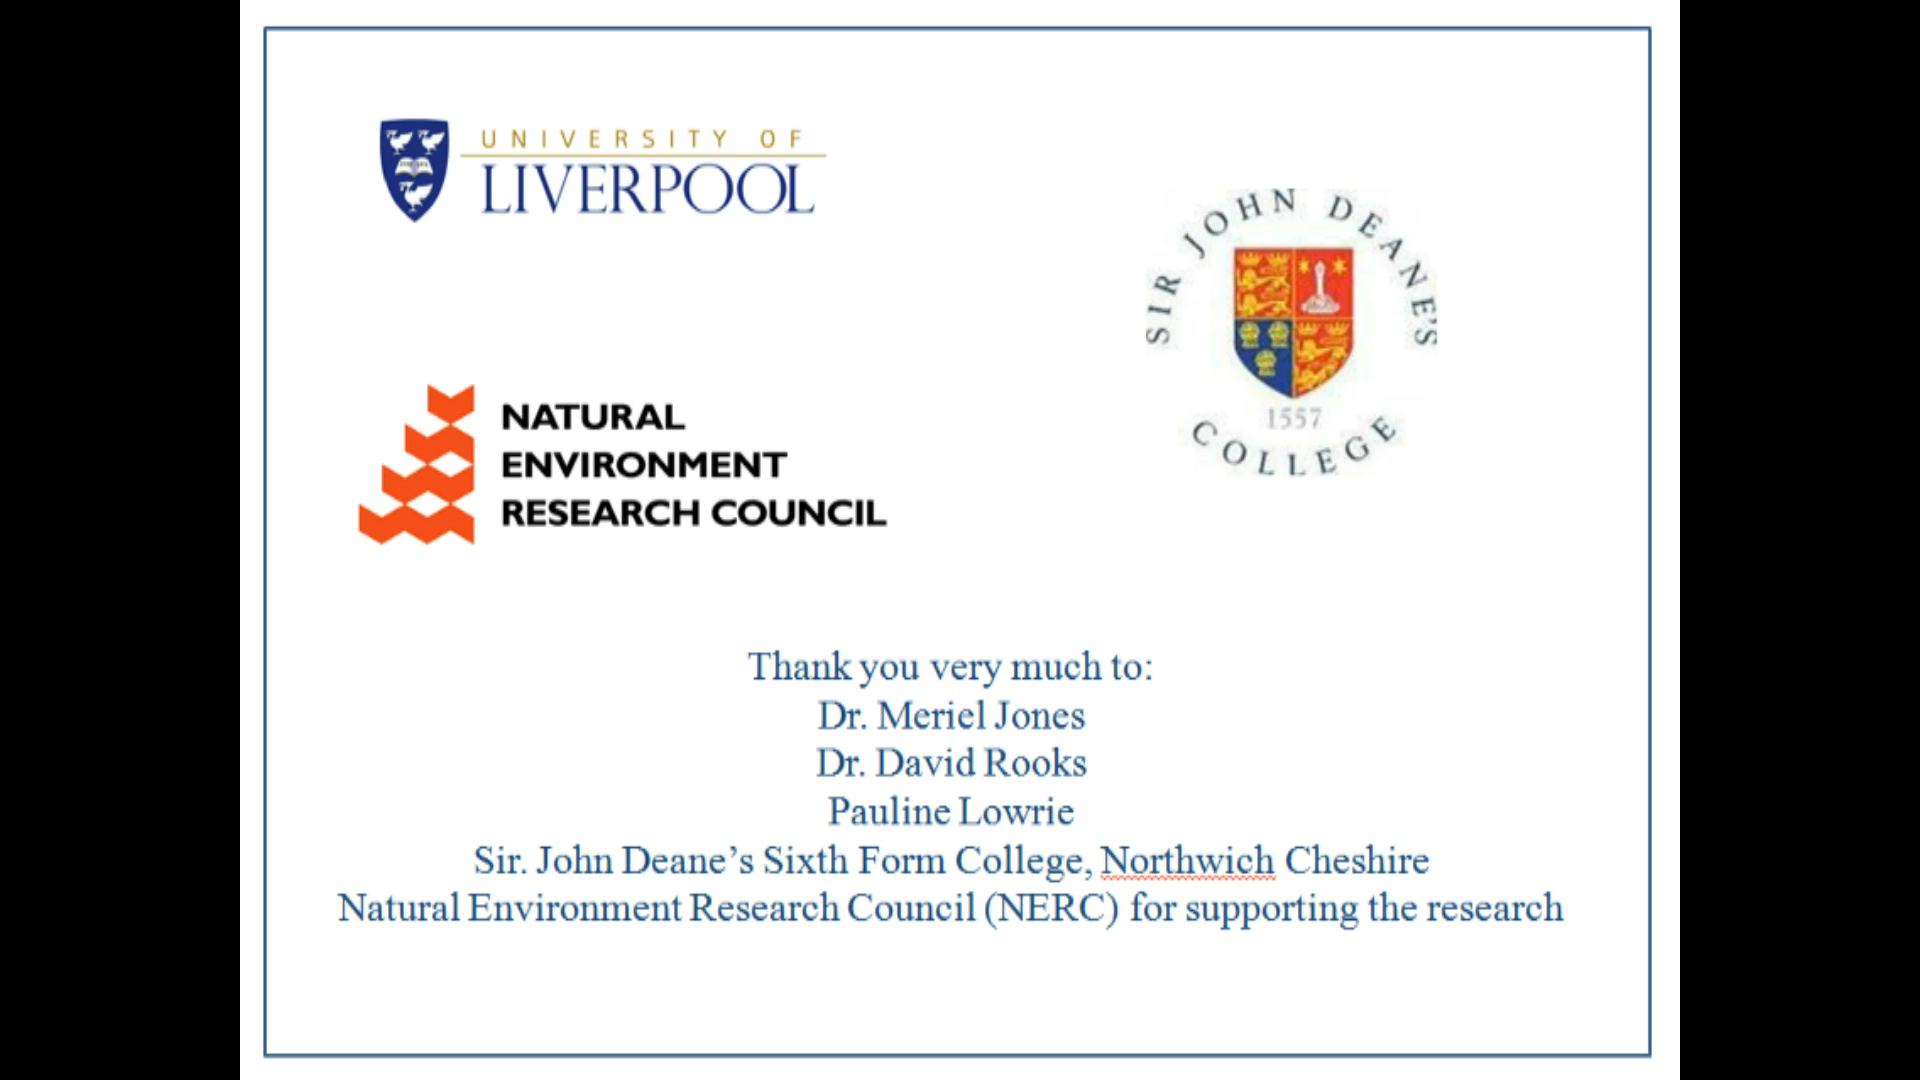 UNIVERSITY OF
LIVERPOOL
SIR JOHN DEANE'S
1557
COLLEGE
NATURAL
ENVIRONMENT
RESEARCH COUNCIL
Thank you very much to:
Dr. Meriel Jones
Dr. David Rooks
Pauline Lowrie
Sir. John Deane’s Sixth Form College, Northwich Cheshire
Natural Environment Research Council (NERC) for supporting the research